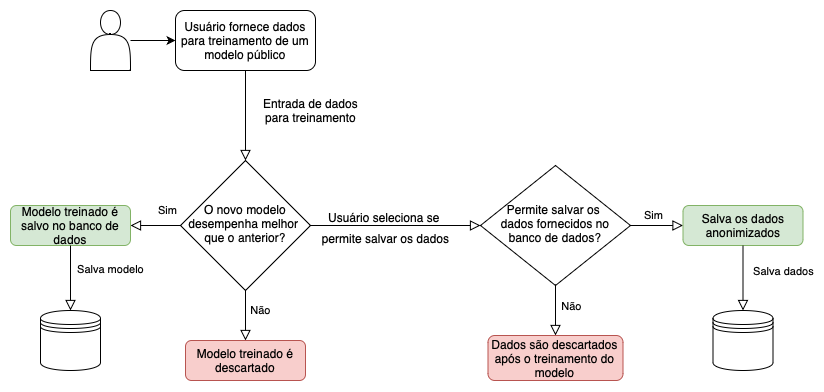 Usuário fornece dados
para treinamento de um
modelo público
Entrada de dados
para treinamento
O novo modelo
desempenha melhor
que o anterior?
Sim
Modelo treinado é
salvo no banco de
dados
Salva modelo
Não
Modelo treinado é
descartado
Usuário seleciona se
permite salvar os dados
Permite salvar os
dados fornecidos no
banco de dados?
Sim
Salva os dados
anonimizados
Salva dados
Não
Dados são descartados
após o treinamento do
modelo